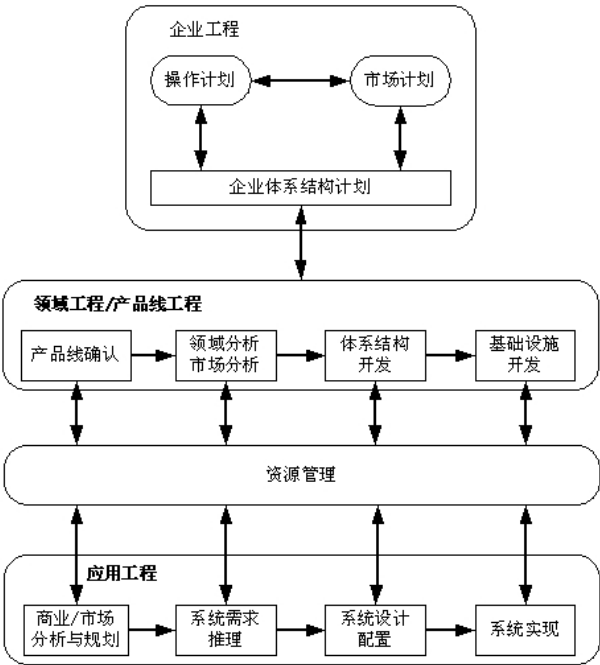 企业工程
操作计划
市场计划
企业体系结构计划
领域工程/产品线工程
产品线确认
领域分析
市场分析
体系结构
开发
基础设施
开发
资源管理
应用工程
商业/市场
分析与规划
系统需求
推理
系统设计
配置
系统实现